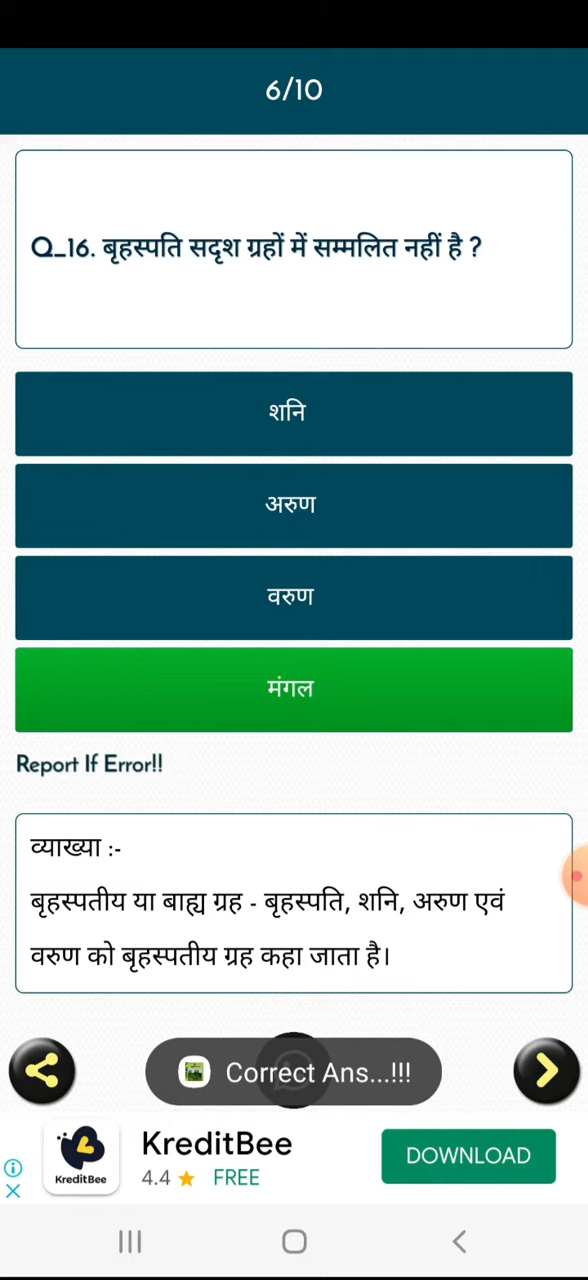 6/10
Q_16. बृहस्पति सदृश ग्रहों में सम्मलित नहीं है ?
शनि
अरुण
वरुण
मंगल
Report If Error!!
व्याख्या :-
बृहस्पतीय या बाह्य ग्रह - बृहस्पति, शनि, अरुण एवं
वरुण को बृहस्पतीय ग्रह कहा जाता है।
Correct Ans...!!!
KreditBee
KreditBee
4.4 ★ FREE
DOWNLOAD